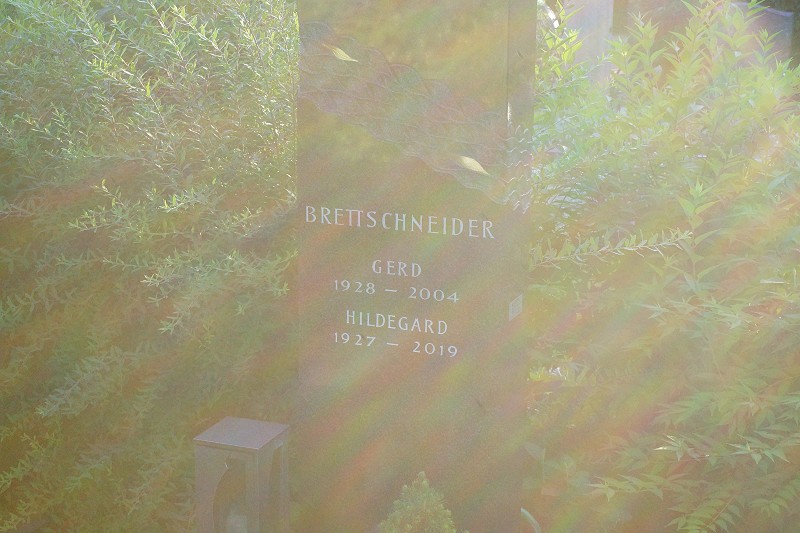 BRETTSCHNEIDER
GERD
1928 – 2004
HILDEGARD
1927 – 2019